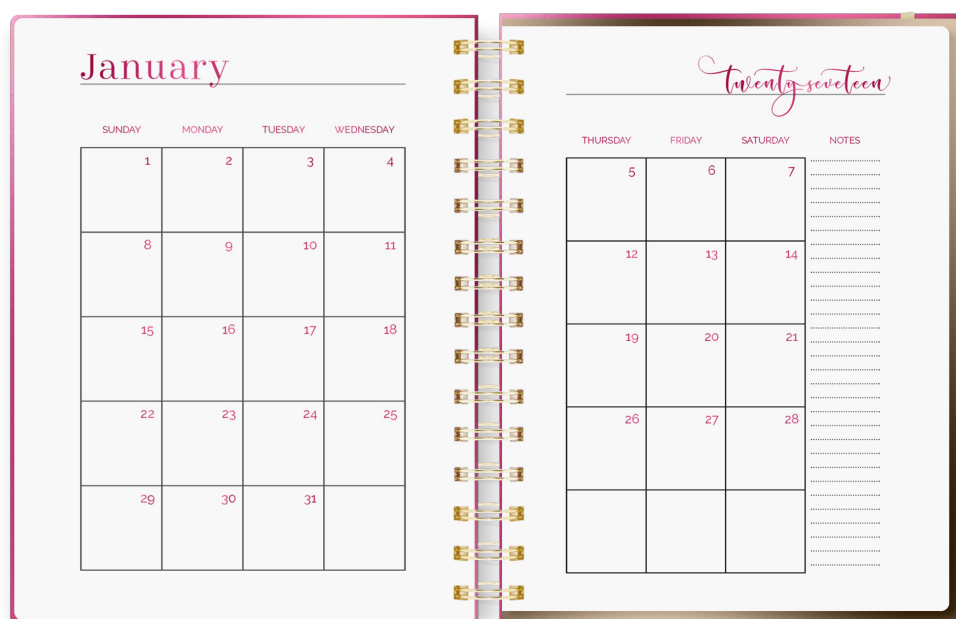 January
SUNDAY MONDAY TUESDAY WEDNESDAY
1 2 3 4
8 9 10 11
15 16 17 18
22 23 24 25
29 30 31
twenty-seveteen
THURSDAY FRIDAY SATURDAY NOTES
5 6 7
12 13 14
19 20 21
26 27 28